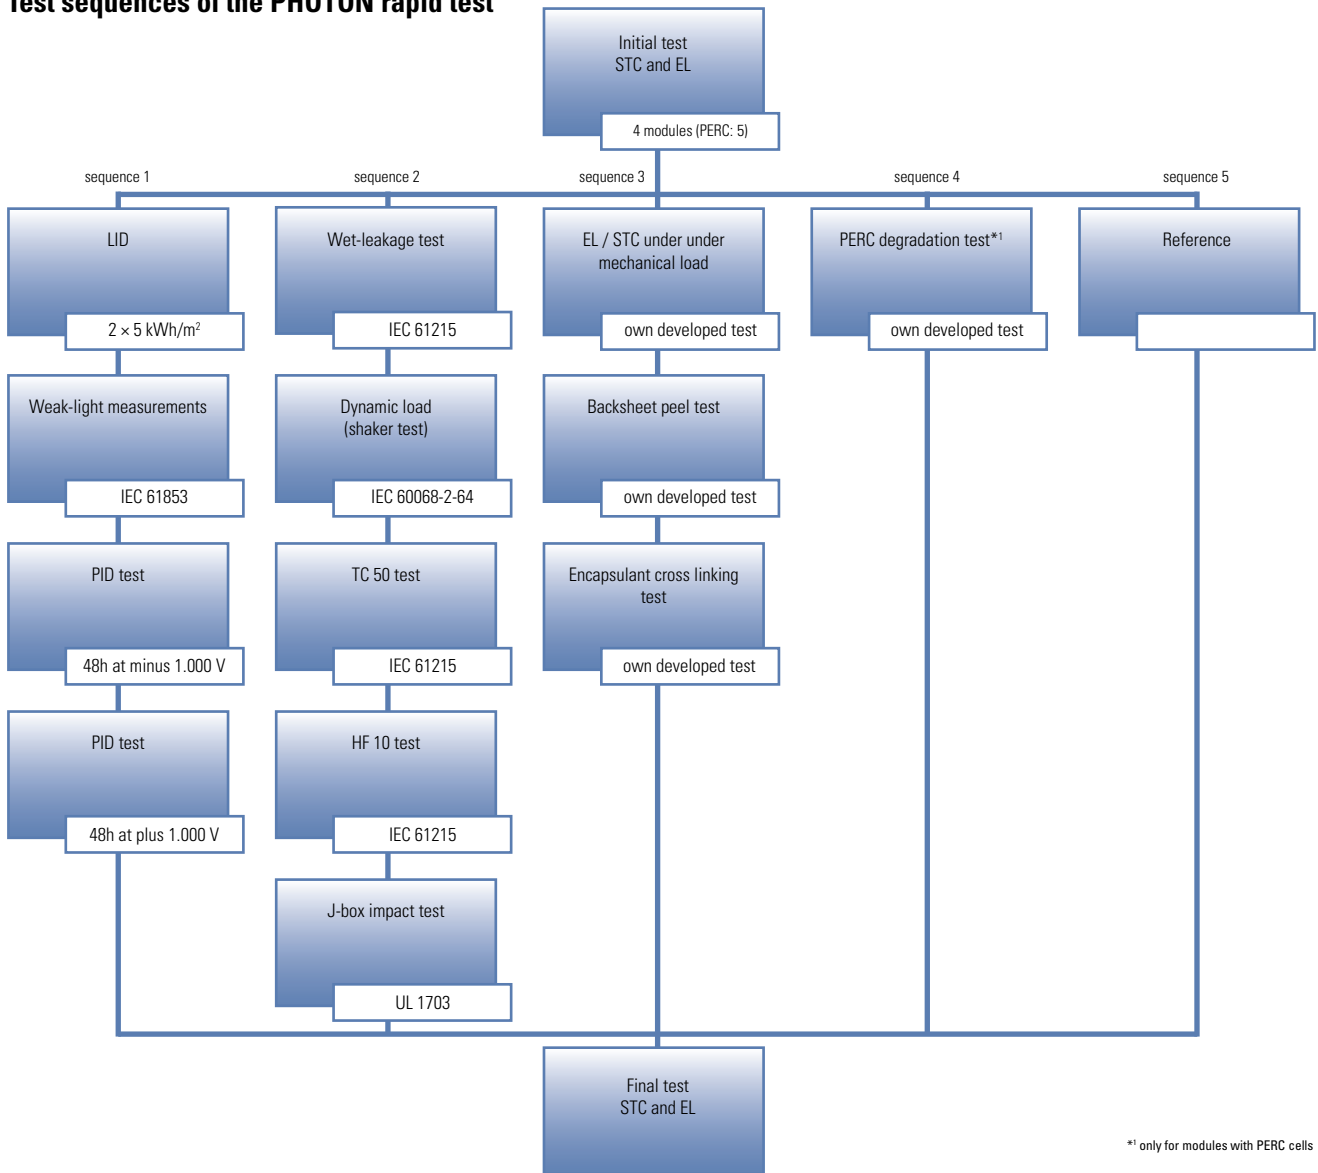 Test sequences of the PHOTON rapid test
Initial test
STC and EL
4 modules (PERC: 5)
sequence 1
sequence 2
sequence 3
sequence 4
sequence 5
LID
2 × 5 kWh/m²
Weak-light measurements
IEC 61853
PID test
48h at minus 1.000 V
PID test
48h at plus 1.000 V
Wet-leakage test
IEC 61215
Dynamic load
(shaker test)
IEC 60068-2-64
TC 50 test
IEC 61215
HF 10 test
IEC 61215
J-box impact test
UL 1703
EL / STC under under
mechanical load
own developed test
Backsheet peel test
own developed test
Encapsulant cross linking
test
own developed test
PERC degradation test*¹
own developed test
Reference
Final test
STC and EL
*¹ only for modules with PERC cells